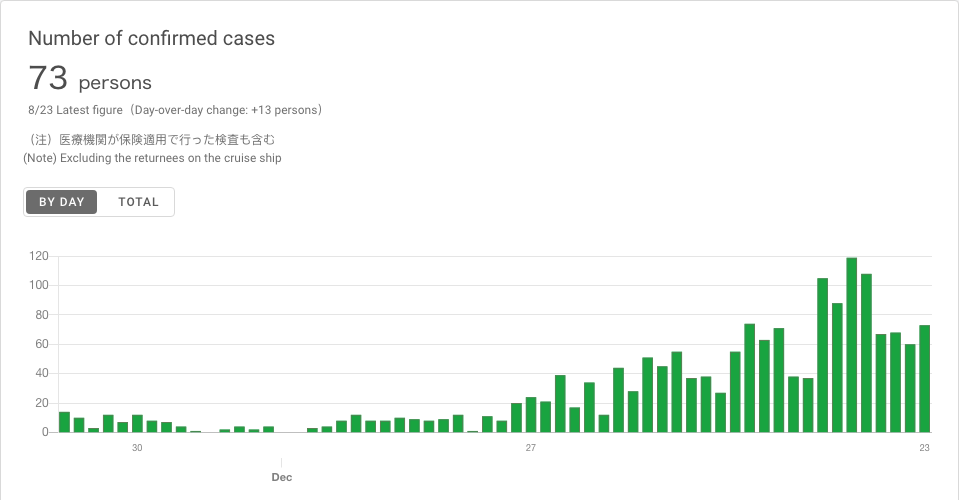 Number of confirmed cases
73 persons
8/23 Latest figure（Day-over-day change: +13 persons）
（注）医療機関が保険適用で行った検査も含む
(Note) Excluding the returnees on the cruise ship
BY DAY TOTAL
120
100
80
60
40
20
0
30 27 23
Dec